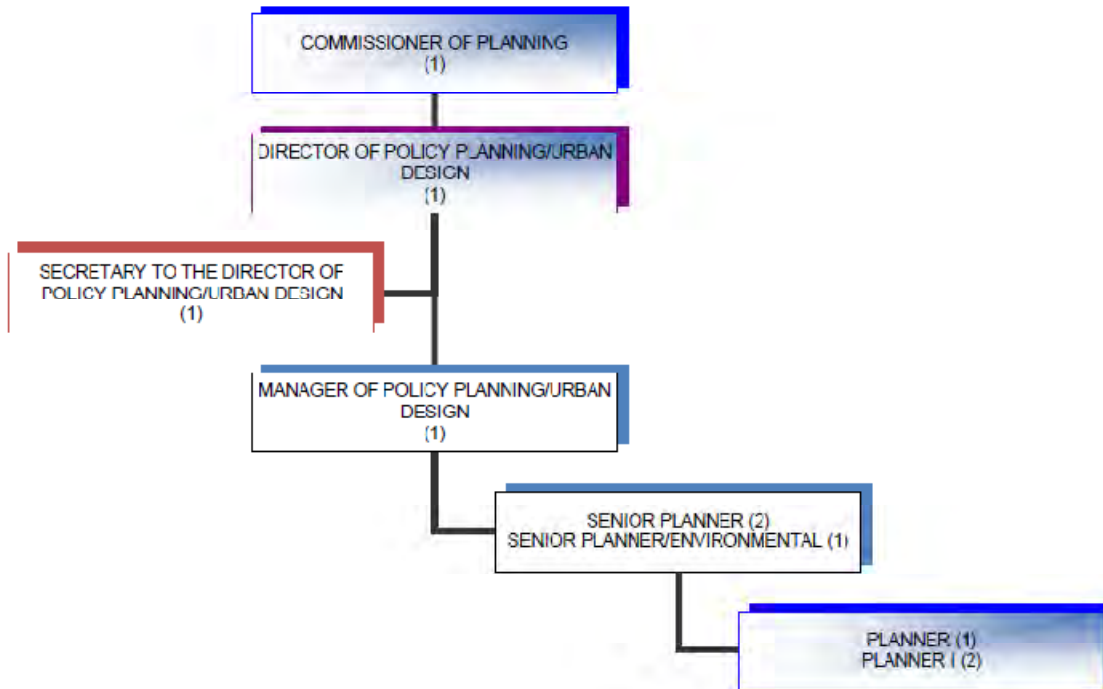 COMMISSIONER OF PLANNING
(1)
DIRECTOR OF POLICY PLANNING/URBAN
DESIGN
(1)
SECRETARY TO THE DIRECTOR OF
POLICY PLANNING/URBAN DESIGN
(1)
MANAGER OF POLICY PLANNING/URBAN
DESIGN
(1)
SENIOR PLANNER (2)
SENIOR PLANNER/ENVIRONMENTAL (1)
PLANNER (1)
PLANNER I (2)